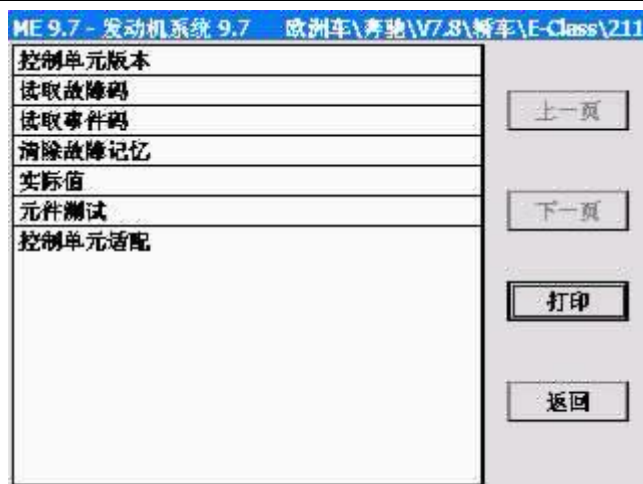 ME 9.7 - 发动机系统 9.7 欧洲车\奔驰\V7.8\轿车\E-Class\211
控制单元版本
读取故障码
读取事件码
清除故障记忆
实际值
元件测试
控制单元适配
上一页
下一页
打印
返回